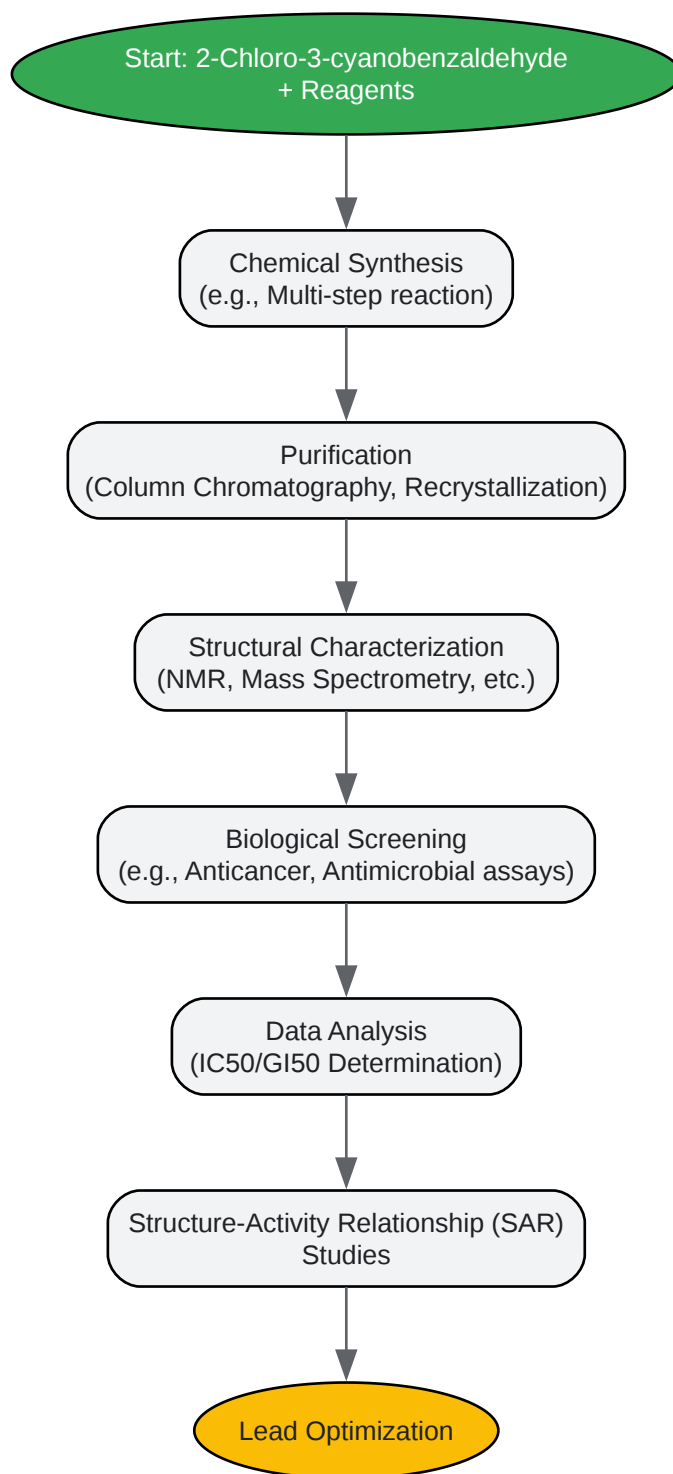 Start: 2-Chloro-3-cyanobenzaldehyde
+ Reagents
Chemical Synthesis
(e.g., Multi-step reaction)
Purification
(Column Chromatography, Recrystallization)
Structural Characterization
(NMR, Mass Spectrometry, etc.)
Biological Screening
(e.g., Anticancer, Antimicrobial assays)
Data Analysis
(IC50/GI50 Determination)
Structure-Activity Relationship (SAR)
Studies
Lead Optimization